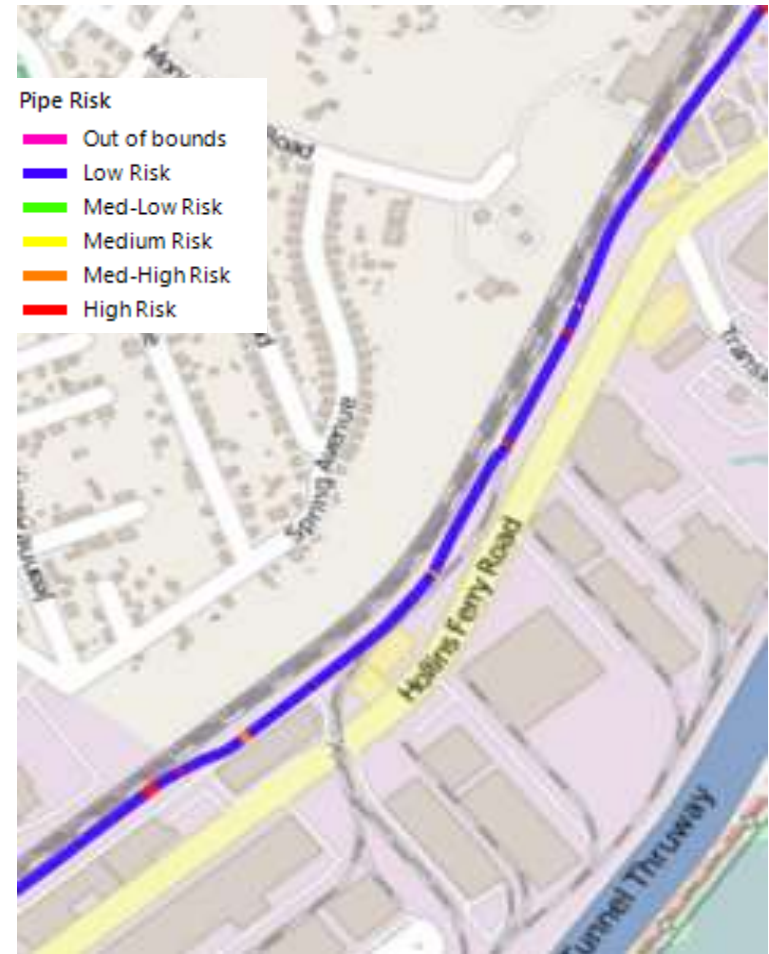 Pipe Risk
Out of bounds
Low Risk
Med-Low Risk
Medium Risk
Med-High Risk
High Risk
Road
Spring Avenue
Hollins Ferry Road
Tunnel Thruway